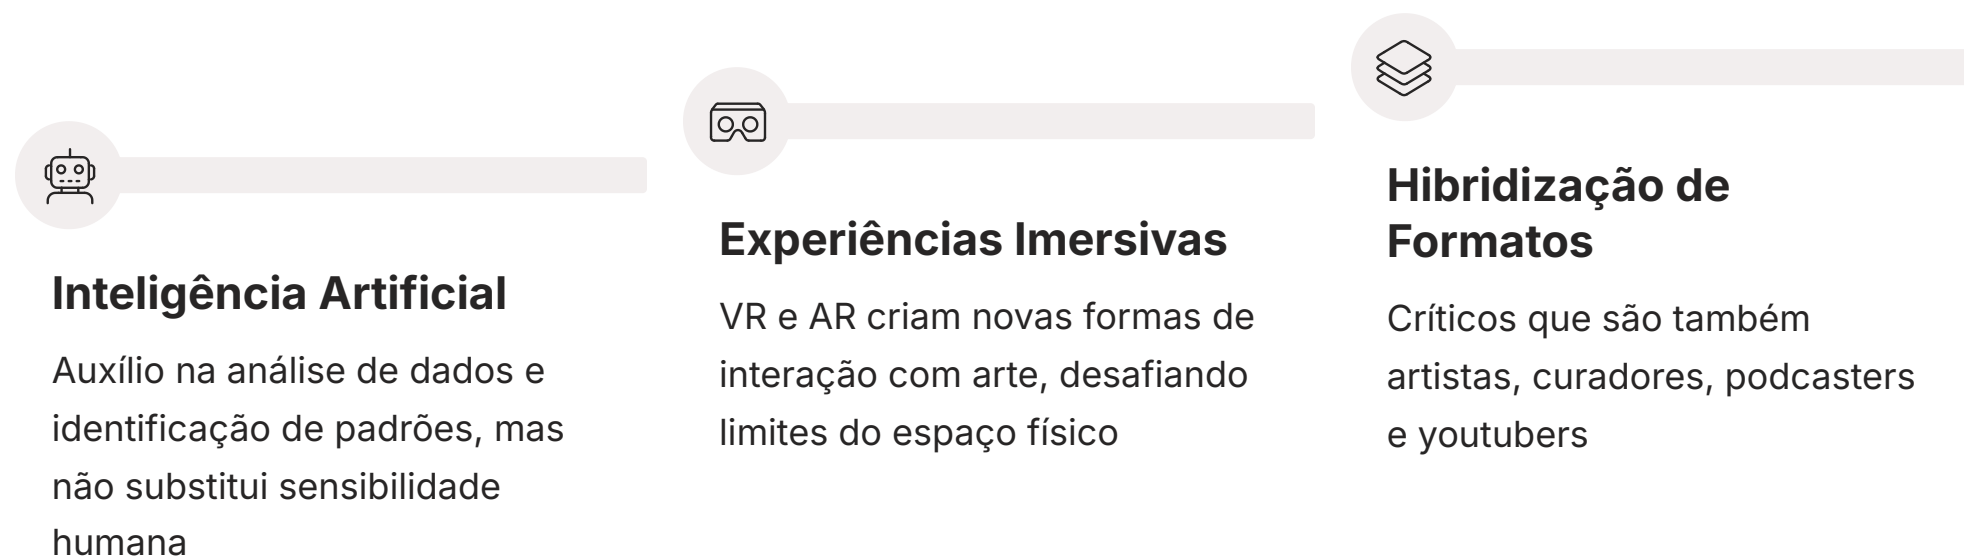 Inteligência Artificial
Auxílio na análise de dados e
identificação de padrões, mas
não substitui sensibilidade
humana
Experiências Imersivas
VR e AR criam novas formas de
interação com arte, desafiando
limites do espaço físico
Hibridização de
Formatos
Críticos que são também
artistas, curadores, podcasters
e youtubers